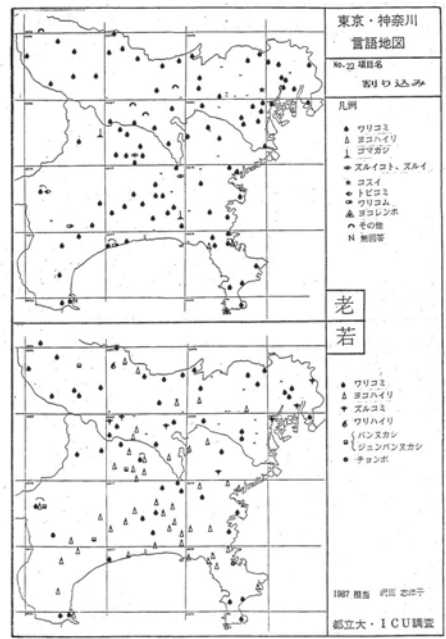 東京・神奈川
言語地図
No.22 項目名
割り込み
凡例
ワリコミ
ヨコハイリ
コマカシ
ズルイコト、ズルイ
コスイ
トビコミ
ワリコム
ヨコレンボ
その他
N 無回答
老
若
ワリコミ
ヨコハイリ
ズルコミ
ワリハイリ
バンヌカシ
ジュンバンヌカシ
チョンボ
1987 担当
都立大・ICU調査